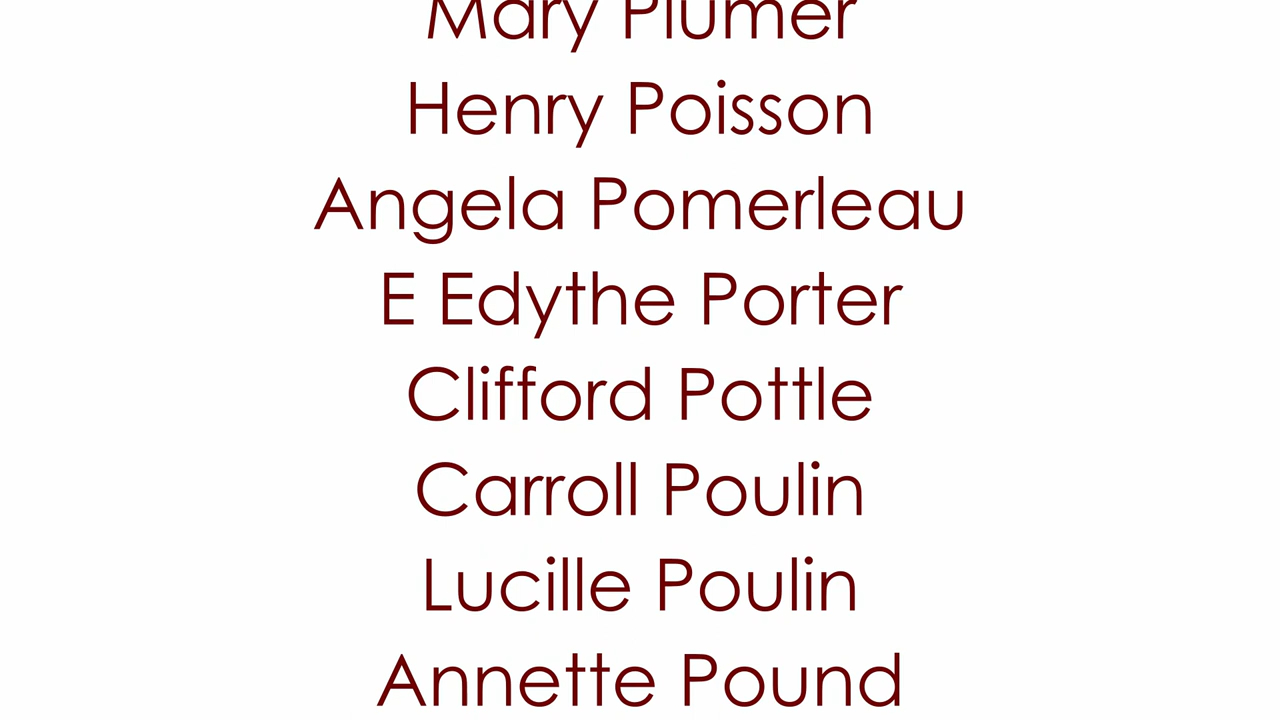 Mary Plumer
Henry Poisson
Angela Pomerleau
E Edythe Porter
Clifford Pottle
Carroll Poulin
Lucille Poulin
Annette Pound